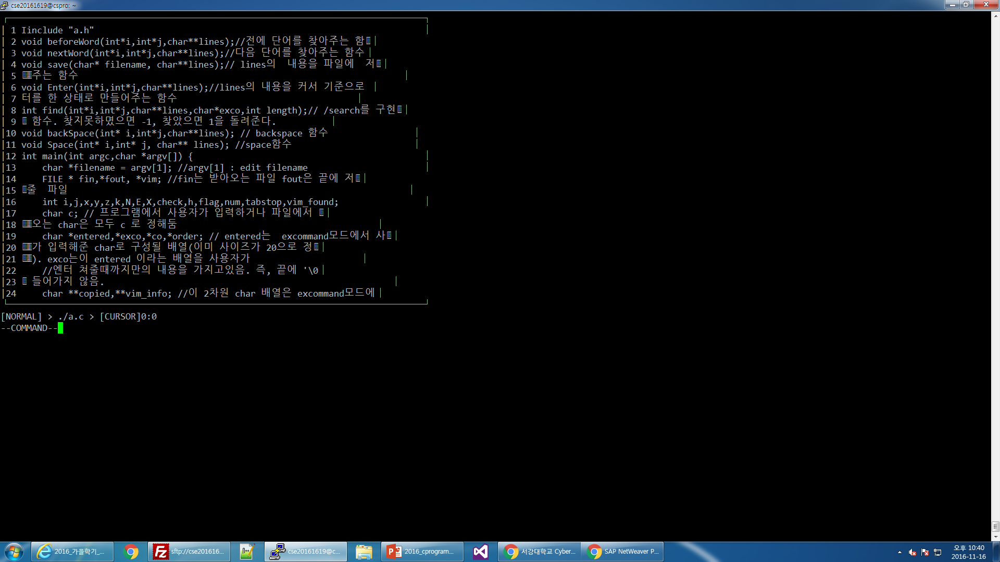 cse20161619@cspro: ~
1 Iinclude "a.h"
2 void beforeWord(int*i,int*j,char**lines);//전에 단어를 찾아주는 함
3 void nextWord(int*i,int*j,char**lines);//다음 단어를 찾아주는 함수
4 void save(char* filename, char**lines);// lines의  내용을 파일에  저
5 주는 함수
6 void Enter(int*i,int*j,char**lines);//lines의 내용을 커서 기준으로
7 터를 한 상태로 만들어주는 함수
8 int find(int*i,int*j,char**lines,char*exco,int length);// /search를 구현
9 함수. 찾지못하였으면 -1, 찾았으면 1을 돌려준다.
10 void backSpace(int* i,int*j,char**lines); // backspace 함수
11 void Space(int* i,int* j, char** lines); //space함수
12 int main(int argc,char *argv[]) {
13     char *filename = argv[1]; //argv[1] : edit filename
14     FILE * fin,*fout, *vim; //fin는 받아오는 파일 fout은 끝에 저
15 줄  파일
16     int i,j,x,y,z,k,N,E,X,check,h,flag,num,tabstop,vim_found;
17     char c; // 프로그램에서 사용자가 입력하거나 파일에서
18 오는 char은 모두 c 로 정해둠
19     char *entered,*exco,*co,*order; // entered는  excommand모드에서 사
20 가 입력해준 char로 구성될 배열(이미 사이즈가 20으로 정
21 ). exco는이 entered 이라는 배열을 사용자가
22     //엔터 쳐줄때까지만의 내용을 가지고있음. 즉, 끝에 '\0
23 들어가지 않음.
24     char **copied,**vim_info; //이 2차원 char 배열은 excommand모드에
[NORMAL] > ./a.c > [CURSOR]0:0
--COMMAND--
2016_가을학기_...
sftp://cse201616...
cse20161619@c...
2016_cprogram...
서강대학교 Cyber...
SAP NetWeaver P...
오후 10:40
2016-11-16